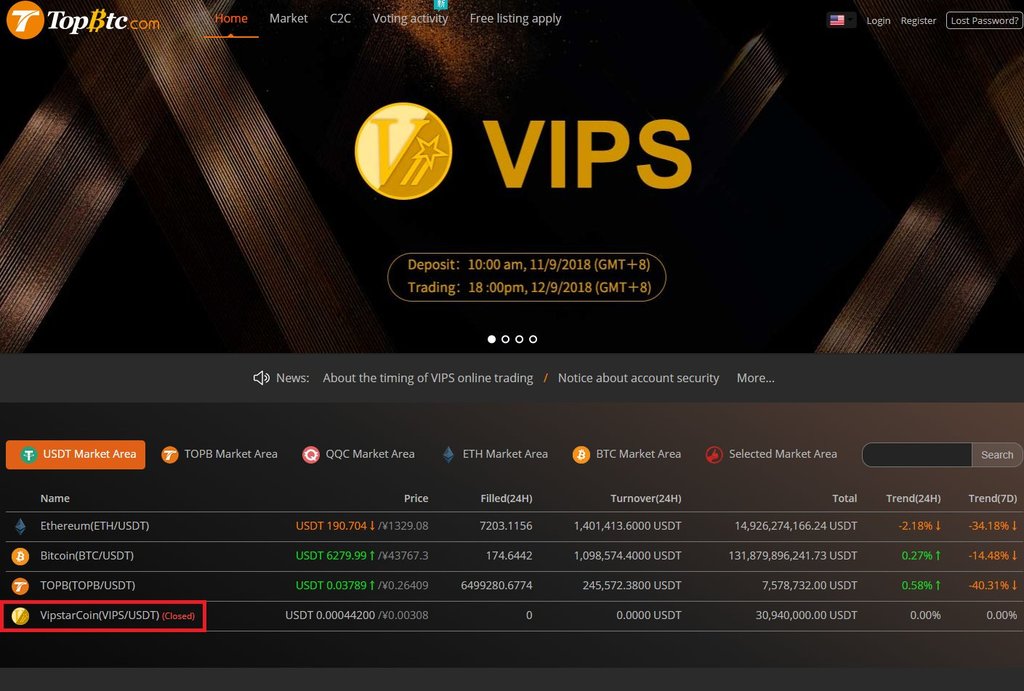 TopBtc.com Home Market C2C Voting activity 新 Free listing apply Login Register Lost Password?
VIPS
Deposit: 10:00 am, 11/9/2018 (GMT+8)
Trading: 18 :00pm, 12/9/2018 (GMT+8)
News: About the timing of VIPS online trading / Notice about account security More...
USDT Market Area TOPB Market Area QQC Market Area ETH Market Area BTC Market Area Selected Market Area Search
Name Price Filled(24H) Turnover(24H) Total Trend(24H) Trend(7D)
Ethereum(ETH/USDT) USDT 190.704 ↓ /¥1329.08 7203.1156 1,401,413.6000 USDT 14,926,274,166.24 USDT -2.18% ↓ -34.18% ↓
Bitcoin(BTC/USDT) USDT 6279.99 ↑ /¥43767.3 174.6442 1,098,574.4000 USDT 131,879,896,241.73 USDT 0.27% ↑ -14.48% ↓
TOPB(TOPB/USDT) USDT 0.03789 ↑ /¥0.26409 6499280.6774 245,572.3800 USDT 7,578,732.00 USDT 0.58% ↑ -40.31% ↓
VipstarCoin(VIPS/USDT) (Closed) USDT 0.00044200 /¥0.00308 0 0.0000 USDT 30,940,000.00 USDT 0.00% 0.00%